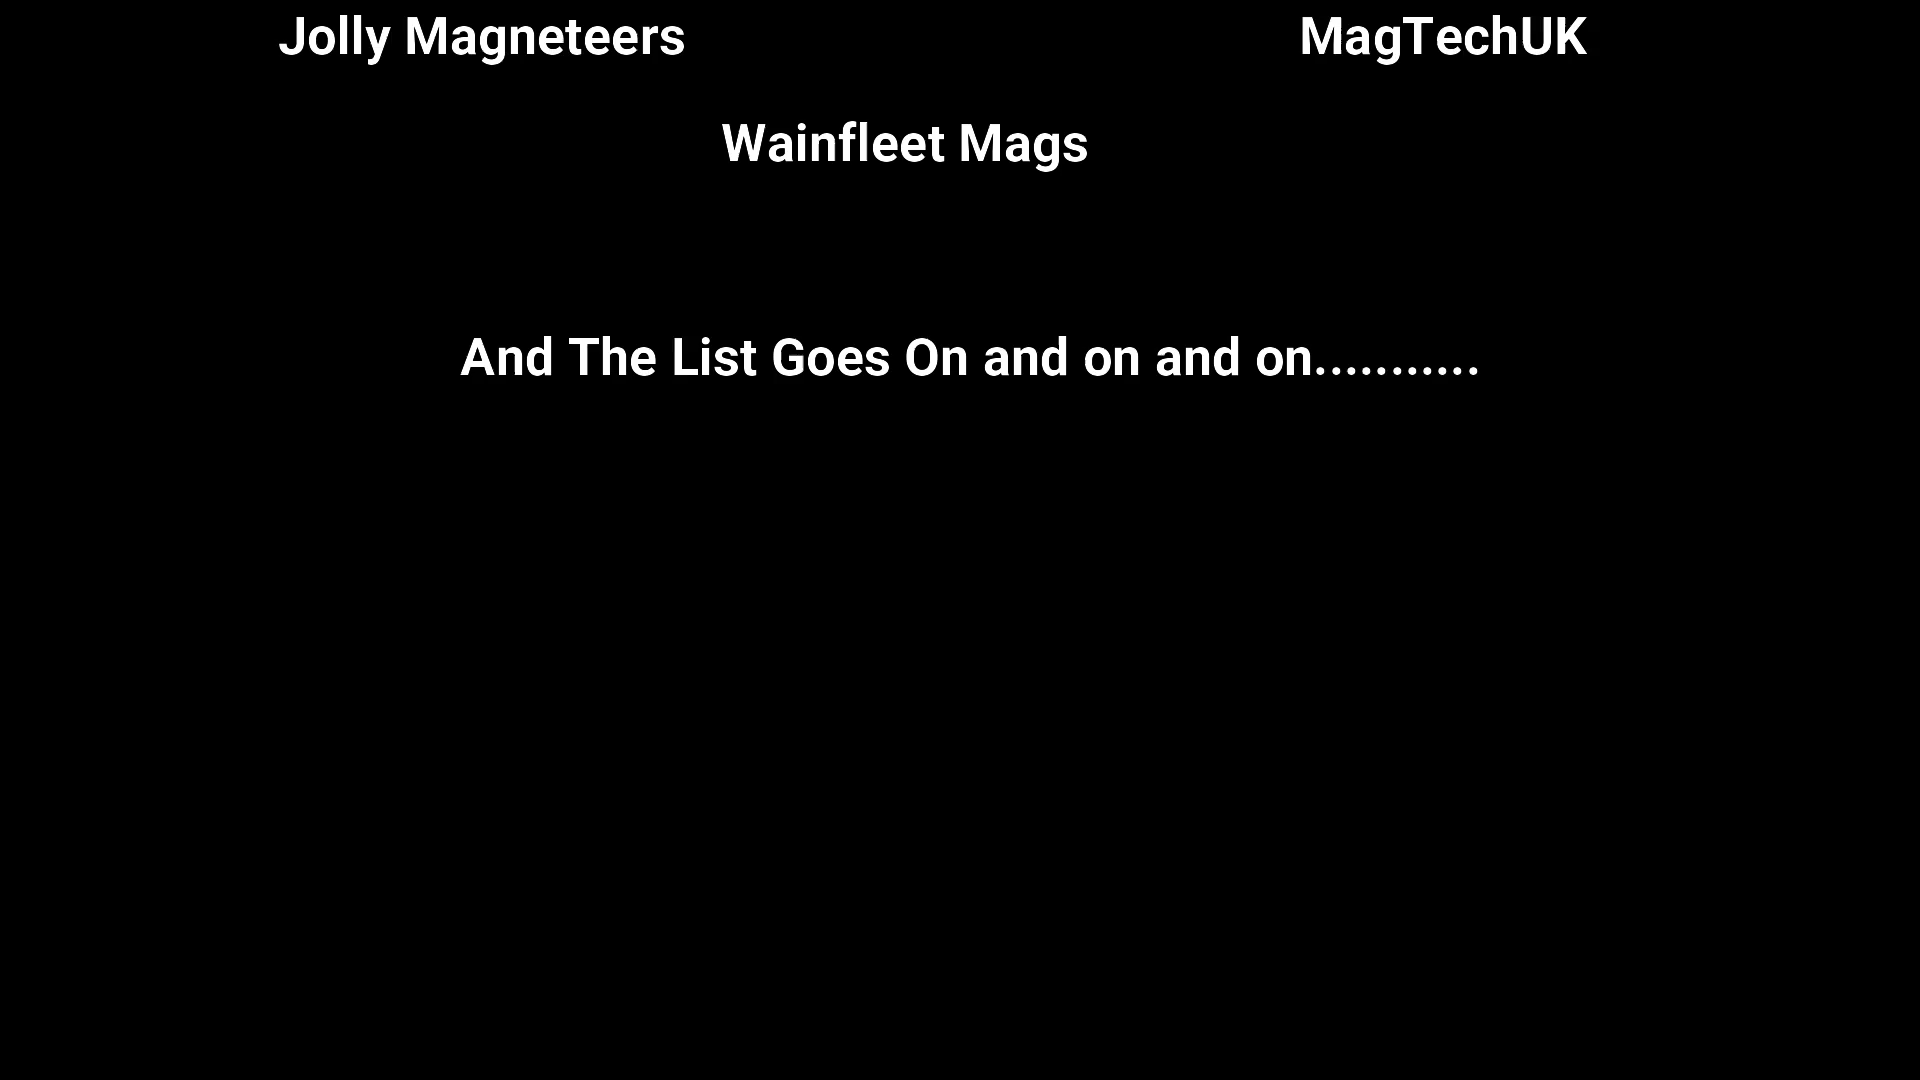 Jolly Magneteers MagTechUK
Wainfleet Mags
And The List Goes On and on and on...........